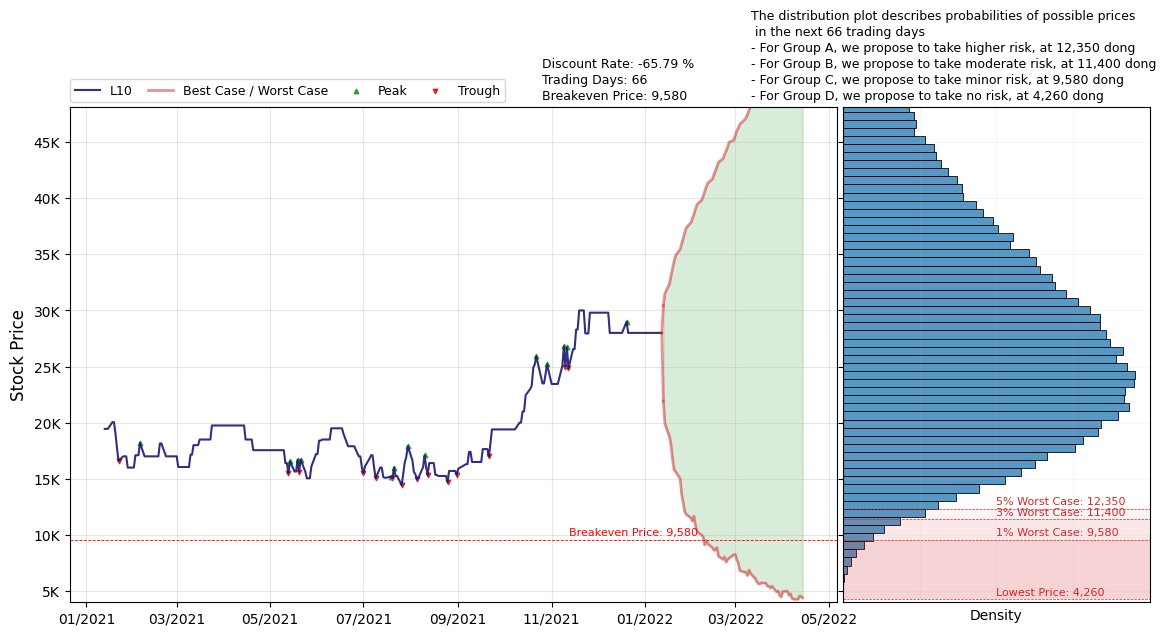 The distribution plot describes probabilities of possible prices
in the next 66 trading days
- For Group A, we propose to take higher risk, at 12,350 dong
- For Group B, we propose to take moderate risk, at 11,400 dong
- For Group C, we propose to take minor risk, at 9,580 dong
- For Group D, we propose to take no risk, at 4,260 dong
Discount Rate: -65.79 %
Trading Days: 66
Breakeven Price: 9,580
L10
Best Case / Worst Case
Peak
Trough
Stock Price
45K
40K
35K
30K
25K
20K
15K
10K
5K
Breakeven Price: 9,580
01/2021
03/2021
05/2021
07/2021
09/2021
11/2021
01/2022
03/2022
05/2022
5% Worst Case: 12,350
3% Worst Case: 11,400
1% Worst Case: 9,580
Lowest Price: 4,260
Density